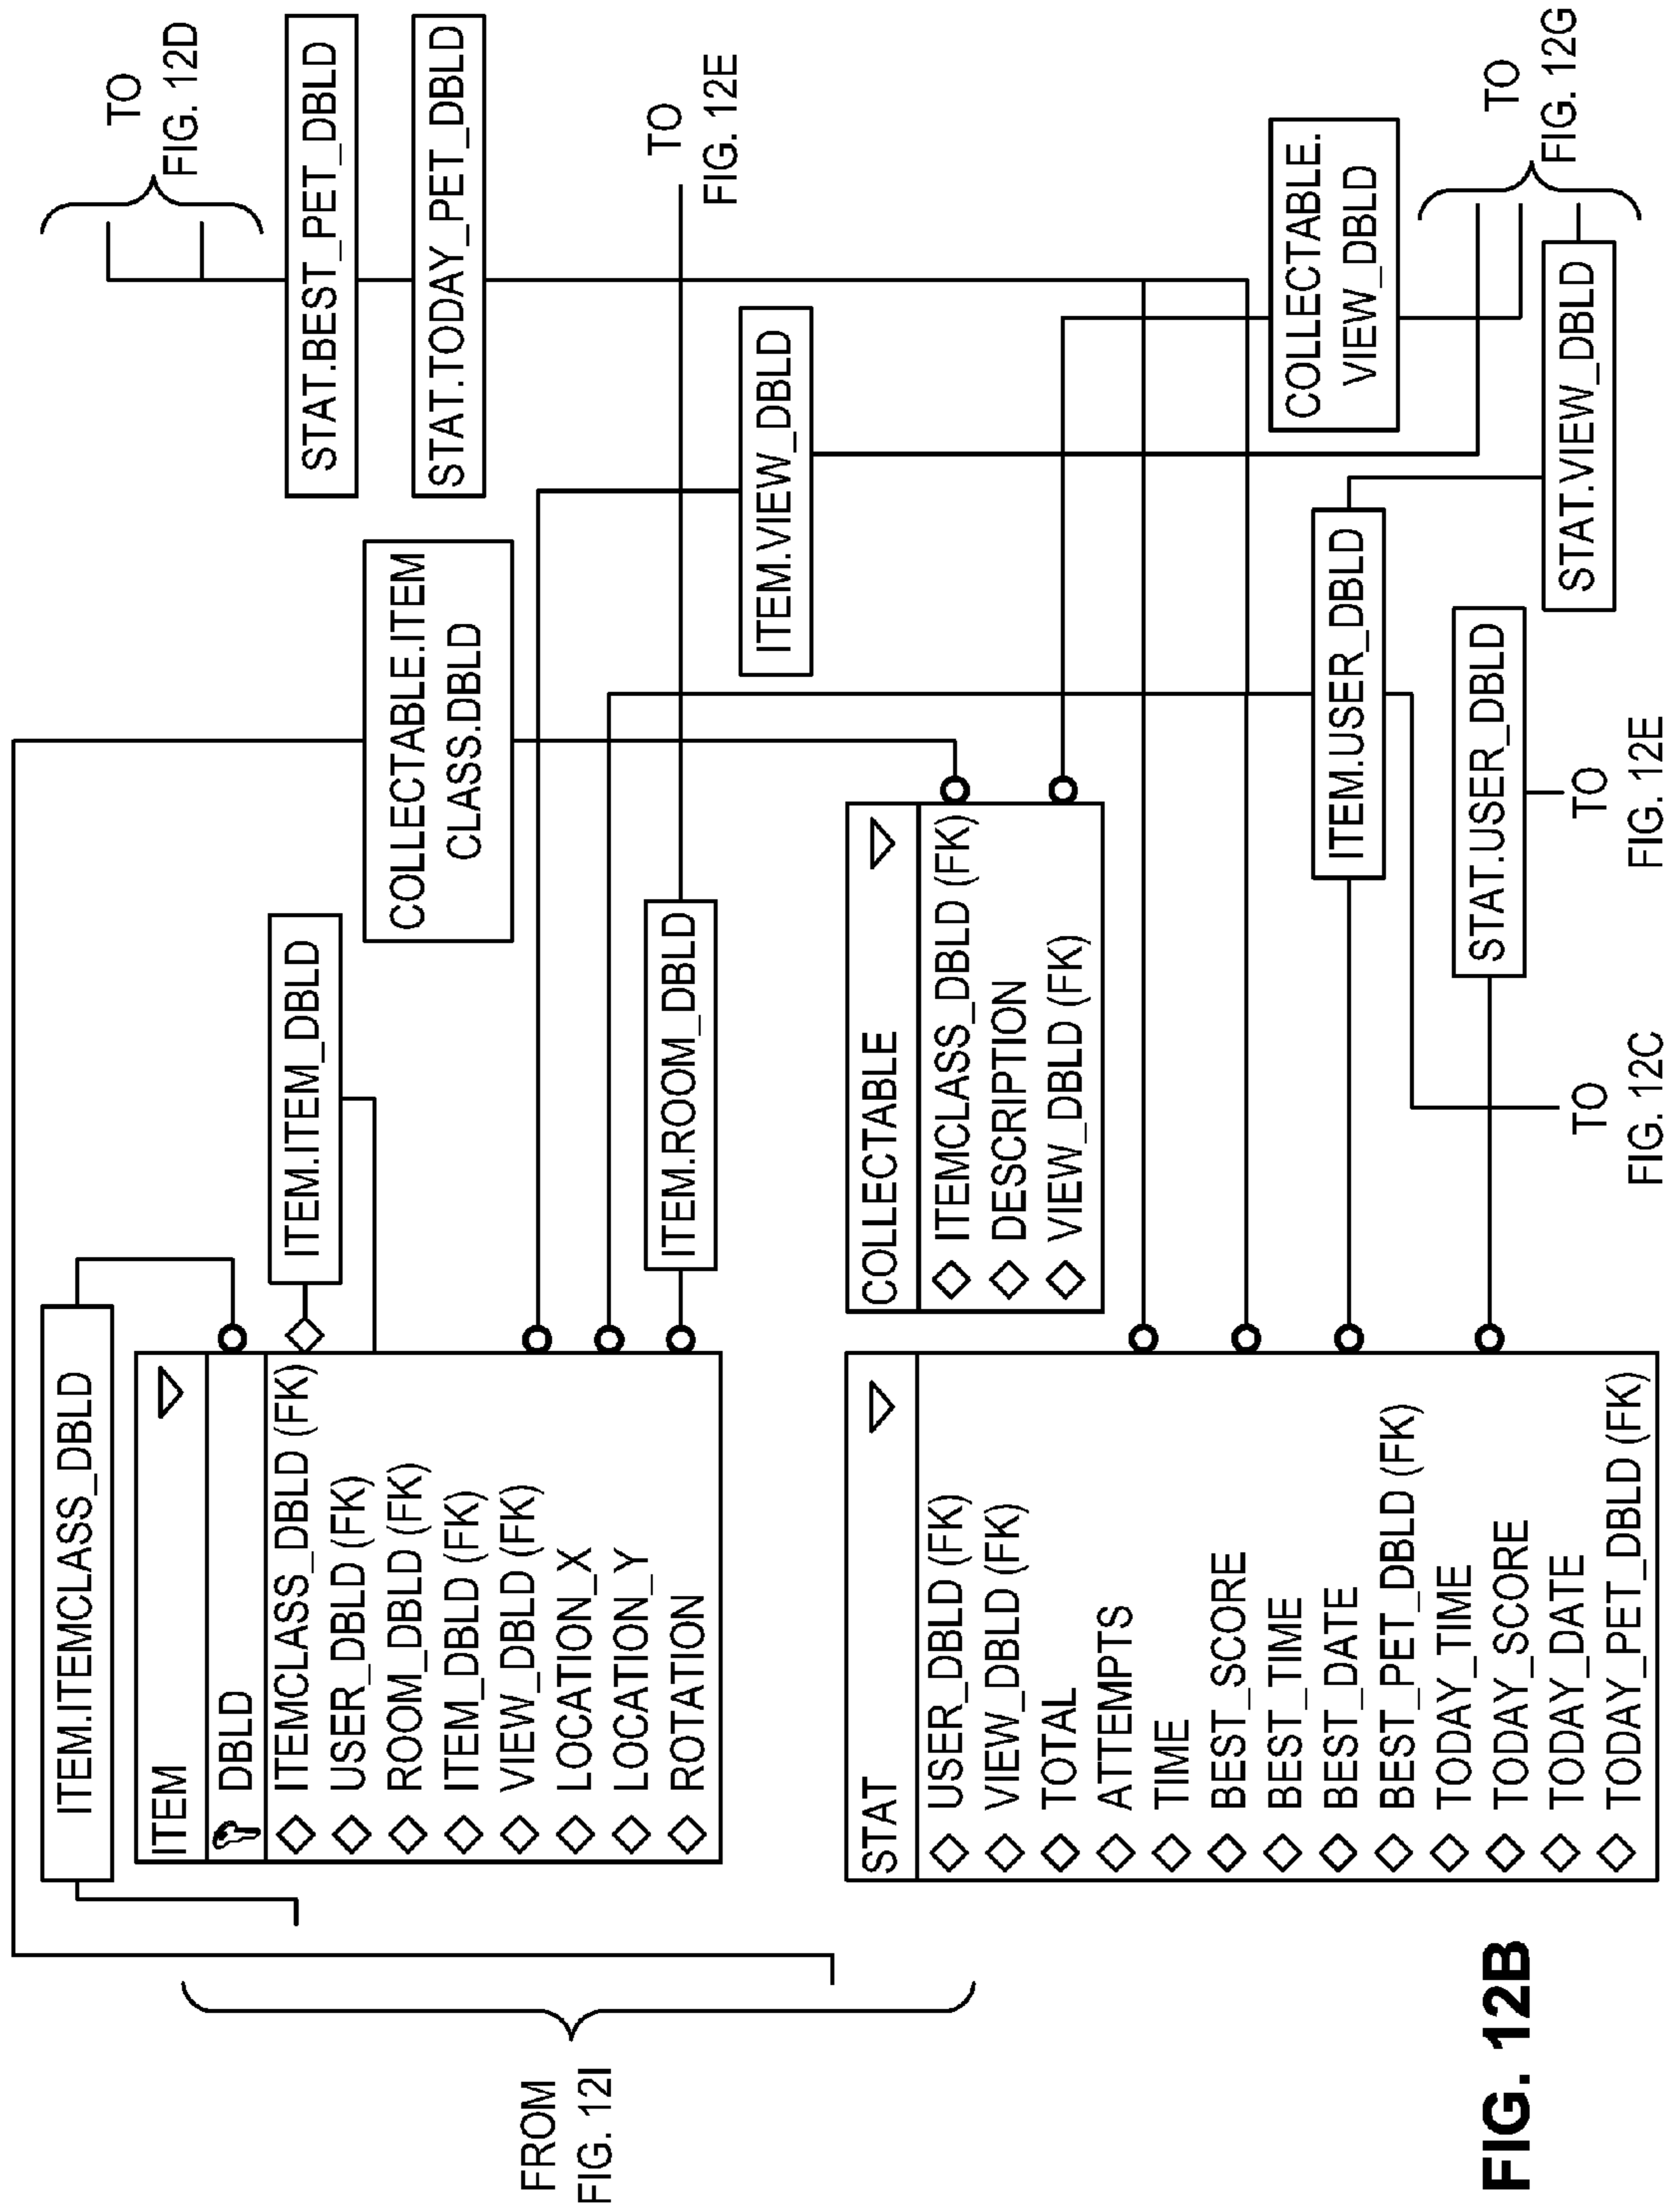 TO
FIG. 12D
STAT.BEST_PET_DBLD
STAT.TODAY_PET_DBLD
TO
FIG. 12E
ITEM.ITEMCLASS_DBLD
ITEM.ITEM_DBLD
COLLECTABLE.ITEM
CLASS.DBLD
ITEM
DBLD
ITEMCLASS_DBLD (FK)
USER_DBLD (FK)
ROOM_DBLD (FK)
ITEM_DBLD (FK)
VIEW_DBLD (FK)
LOCATION_X
LOCATION_Y
ROTATION
ITEM.ROOM_DBLD
ITEM.VIEW_DBLD
FROM
FIG. 12I
COLLECTABLE
ITEMCLASS_DBLD (FK)
DESCRIPTION
VIEW_DBLD (FK)
COLLECTABLE.
VIEW_DBLD
STAT
USER_DBLD (FK)
VIEW_DBLD (FK)
TOTAL
ATTEMPTS
TIME
BEST_SCORE
BEST_TIME
BEST_DATE
BEST_PET_DBLD (FK)
TODAY_TIME
TODAY_SCORE
TODAY_DATE
TODAY_PET_DBLD (FK)
ITEM.USER_DBLD
STAT.USER_DBLD
STAT.VIEW_DBLD
TO
FIG. 12G
TO
FIG. 12C
TO
FIG. 12E
FIG. 12B